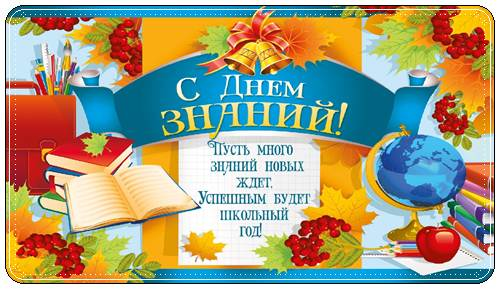 С Днем
ЗНАНИЙ!
Пусть много
знаний новых
ждет.
Успешным будет
школьный
год!